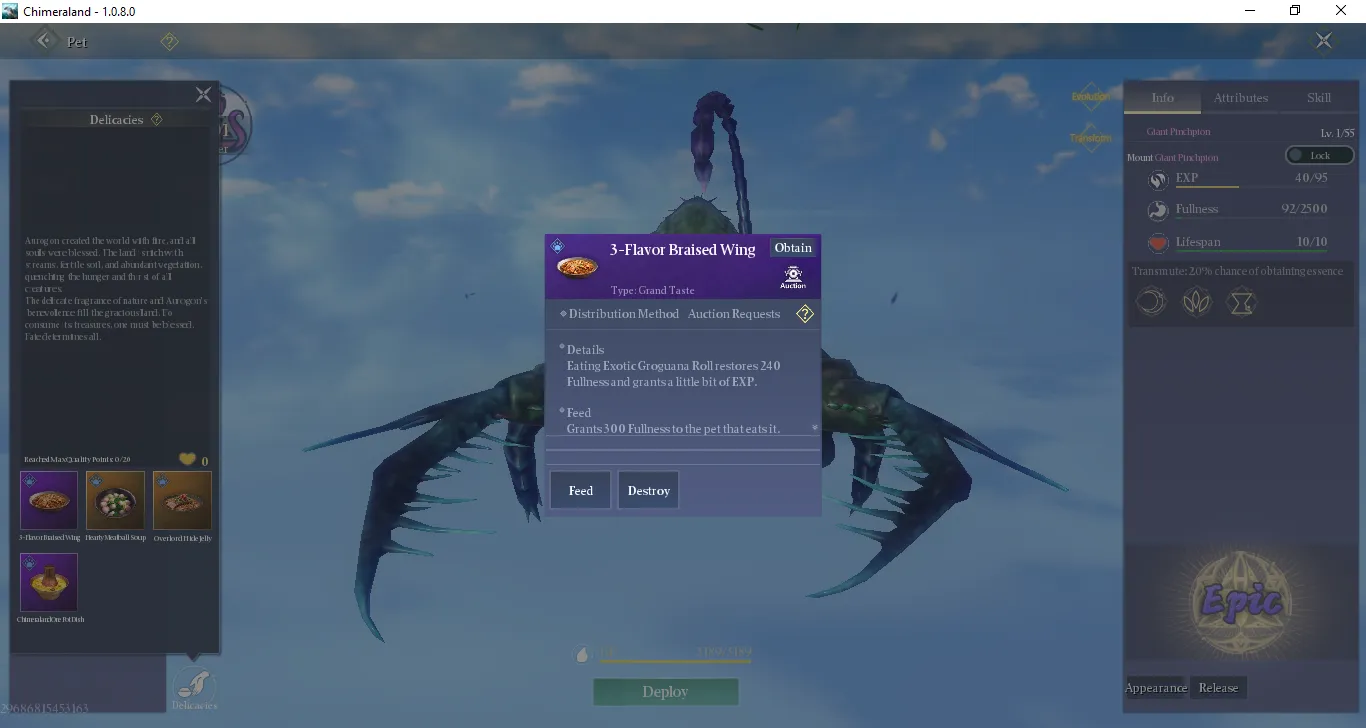 Chimeraland - 1.0.8.0
Pet
Delicacies
Aurogon created the world with fire, and all
souls were blessed. The land is rich with
streams, fertile soil, and abundant vegetation,
quenching the hunger and thirst of all
creatures.
The delicate fragrance of nature and Aurogon's
benevolence fill the gracious land. To
consume its treasures, one must be blessed.
Fate determines all.
Reached Max Quality Points: 0/20
0
3-Flavor Braised Wing
Hearty Meatball Soup
Overlord Hide Jelly
Chimeraland One Pot Dish
Delicacies
29686815453163
3-Flavor Braised Wing
Obtain
Auction
Type: Grand Taste
Distribution Method
Auction Requests
?
Details
Eating Exotic Groguana Roll restores 240
Fullness and grants a little bit of EXP.
Feed
Grants 300 Fullness to the pet that eats it.
Feed
Destroy
Deploy
Evolution
Transform
Info
Attributes
Skill
Giant Pinchpion
Lv. 1/55
Mount Giant Pinchpion
Lock
EXP
40/95
Fullness
92/2500
Lifespan
10/10
Transmute: 20% chance of obtaining essence
Epic
Appearance
Release